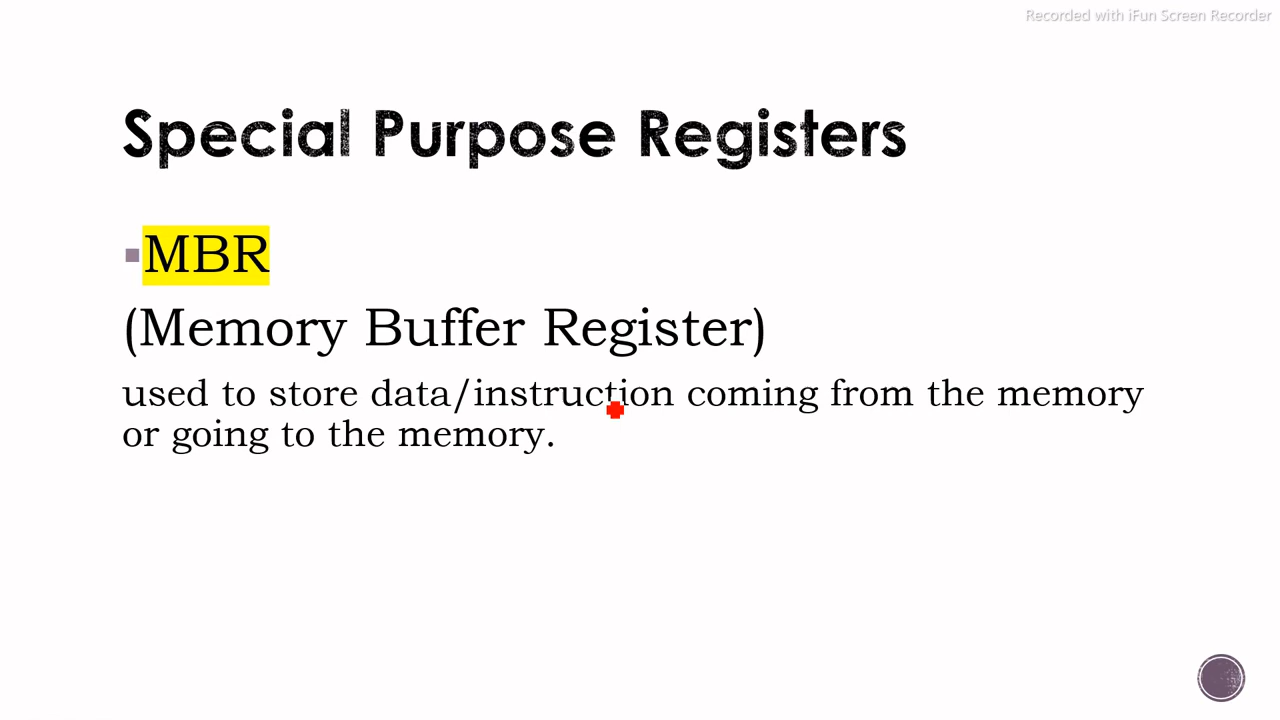 Recorded with iFun Screen Recorder
Special Purpose Registers
▪MBR
(Memory Buffer Register)
used to store data/instruction coming from the memory
or going to the memory.